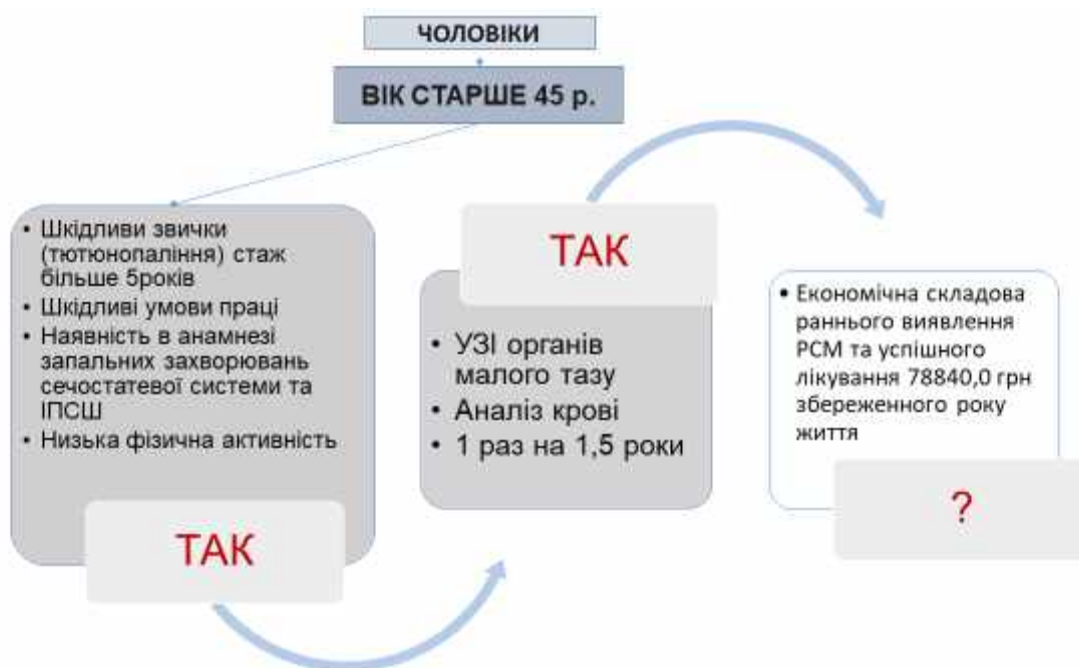 ЧОЛОВІКИ
ВІК СТАРШЕ 45 р.
• Шкідливи звички
(тютюнопаління) стаж
більше 5років
• Шкідливі умови праці
• Наявність в анамнезі
запальних захворювань
сечостатевої системи та
ІПСШ
• Низька фізична активність
ТАК
ТАК
• УЗІ органів
малого тазу
• Аналіз крові
• 1 раз на 1,5 роки
• Економічна складова
раннього виявлення
РСМ та успішного
лікування 78840,0 грн
збереженного року
життя
?